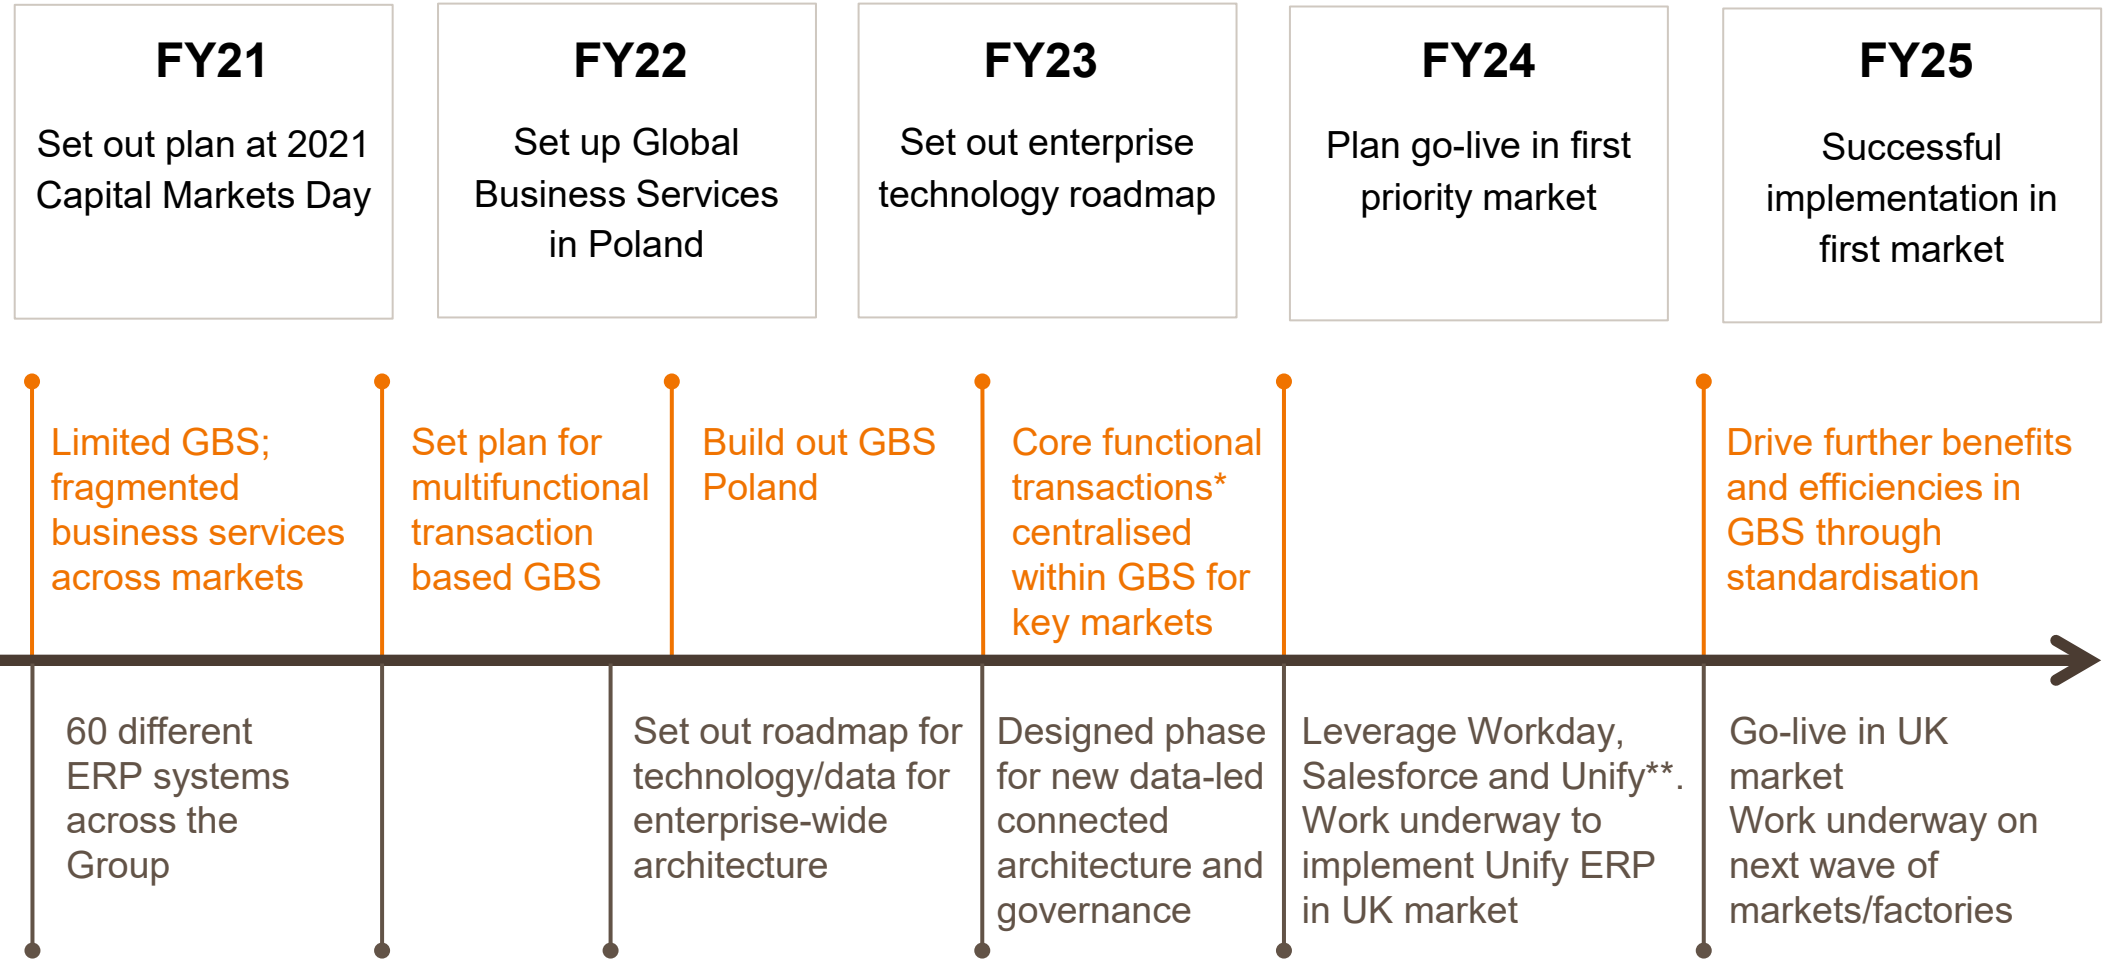 FY21
Set out plan at 2021
Capital Markets Day
FY22
Set up Global
Business Services
in Poland
FY23
Set out enterprise
technology roadmap
FY24
Plan go-live in first
priority market
FY25
Successful
implementation in
first market
Limited GBS;
fragmented
business services
across markets
Set plan for
multifunctional
transaction
based GBS
Build out GBS
Poland
Core functional
transactions*
centralised
within GBS for
key markets
Drive further benefits
and efficiencies in
GBS through
standardisation
60 different
ERP systems
across the
Group
Set out roadmap for
technology/data for
enterprise-wide
architecture
Designed phase
for new data-led
connected
architecture and
governance
Leverage Workday,
Salesforce and Unify**.
Work underway to
implement Unify ERP
in UK market
Go-live in UK
market
Work underway on
next wave of
markets/factories